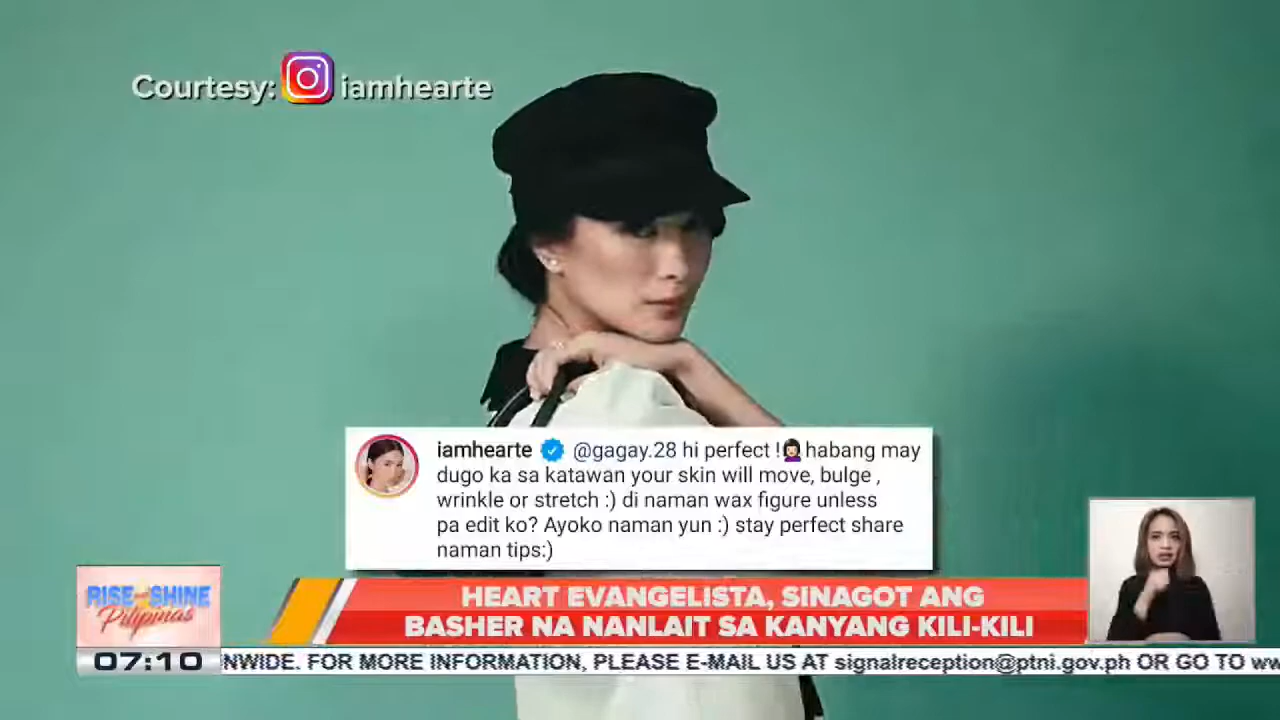 Courtesy: iamhearte
iamhearte @gagay.28 hi perfect !🙍🏻‍♀️habang may
dugo ka sa katawan your skin will move, bulge ,
wrinkle or stretch :) di naman wax figure unless
pa edit ko? Ayoko naman yun :) stay perfect share
naman tips:)
HEART EVANGELISTA, SINAGOT ANG
BASHER NA NANLAIT SA KANYANG KILI-KILI
RISE and SHINE
Pilipinas
07:10
NWIDE. FOR MORE INFORMATION, PLEASE E-MAIL US AT signalreception@ptni.gov.ph OR GO TO ww